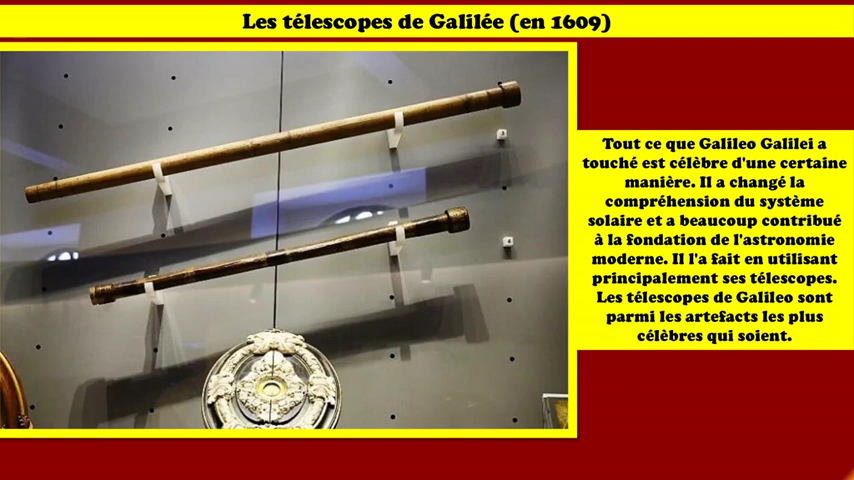 Les télescopes de Galilée (en 1609)
Tout ce que Galileo Galilei a
touché est célèbre d'une certaine
manière. Il a changé la
compréhension du système
solaire et a beaucoup contribué
à la fondation de l'astronomie
moderne. Il l'a fait en utilisant
principalement ses télescopes.
Les télescopes de Galileo sont
parmi les artefacts les plus
célèbres qui soient.